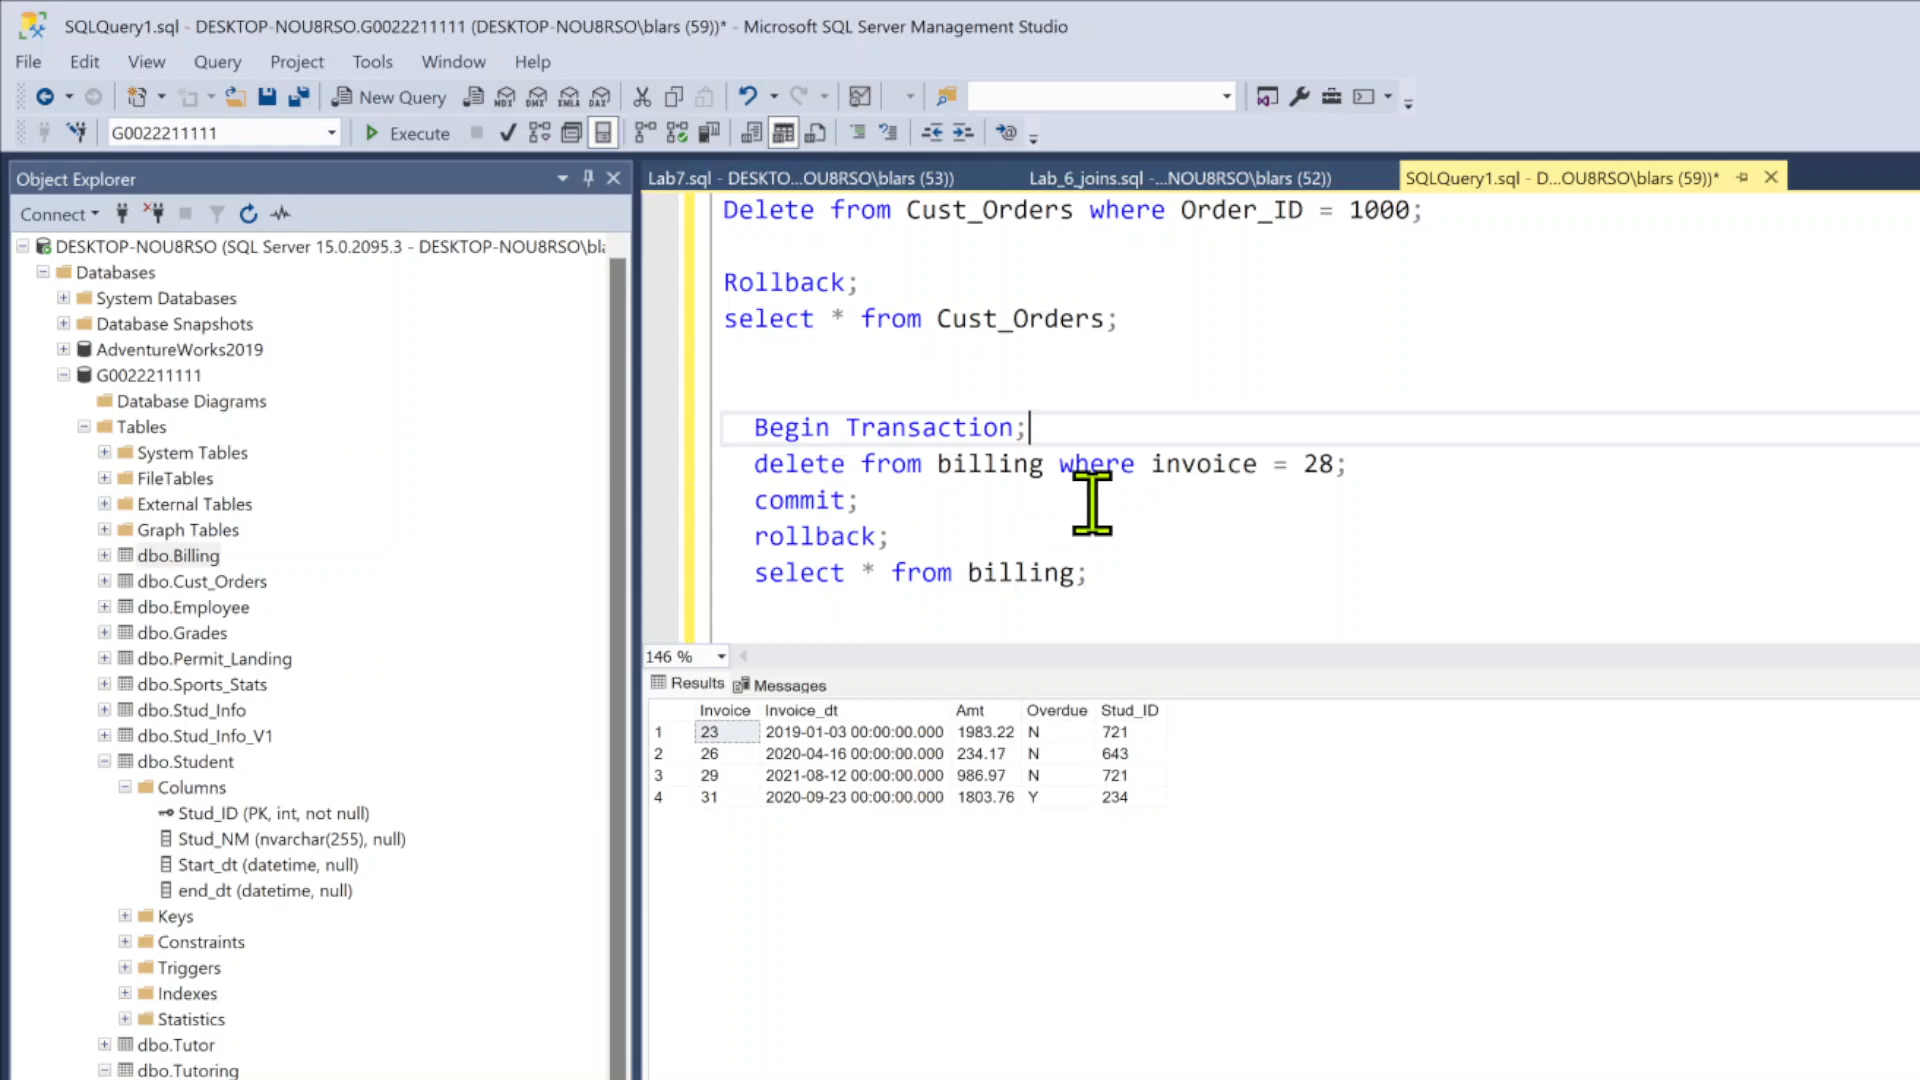 SQLQuery1.sql - DESKTOP-NOU8RSO.G0022211111 (DESKTOP-NOU8RSO\blars (59))* - Microsoft SQL Server Management Studio
File Edit View Query Project Tools Window Help
New Query MDX DMX XMLA DAX
G0022211111 Execute
Object Explorer
Connect
DESKTOP-NOU8RSO (SQL Server 15.0.2095.3 - DESKTOP-NOU8RSO\bla
Databases
System Databases
Database Snapshots
AdventureWorks2019
G0022211111
Database Diagrams
Tables
System Tables
FileTables
External Tables
Graph Tables
dbo.Billing
dbo.Cust_Orders
dbo.Employee
dbo.Grades
dbo.Permit_Landing
dbo.Sports_Stats
dbo.Stud_Info
dbo.Stud_Info_V1
dbo.Student
Columns
Stud_ID (PK, int, not null)
Stud_NM (nvarchar(255), null)
Start_dt (datetime, null)
end_dt (datetime, null)
Keys
Constraints
Triggers
Indexes
Statistics
dbo.Tutor
dbo.Tutoring
Lab7.sql - DESKTO...OU8RSO\blars (53)) Lab_6_joins.sql -...NOU8RSO\blars (52)) SQLQuery1.sql - D...OU8RSO\blars (59))*
Delete from Cust_Orders where Order_ID = 1000;
Rollback;
select * from Cust_Orders;
Begin Transaction;
delete from billing where invoice = 28;
commit;
rollback;
select * from billing;
146 %
Results Messages
Invoice Invoice_dt Amt Overdue Stud_ID
1 23 2019-01-03 00:00:00.000 1983.22 N 721
2 26 2020-04-16 00:00:00.000 234.17 N 643
3 29 2021-08-12 00:00:00.000 986.97 N 721
4 31 2020-09-23 00:00:00.000 1803.76 Y 234